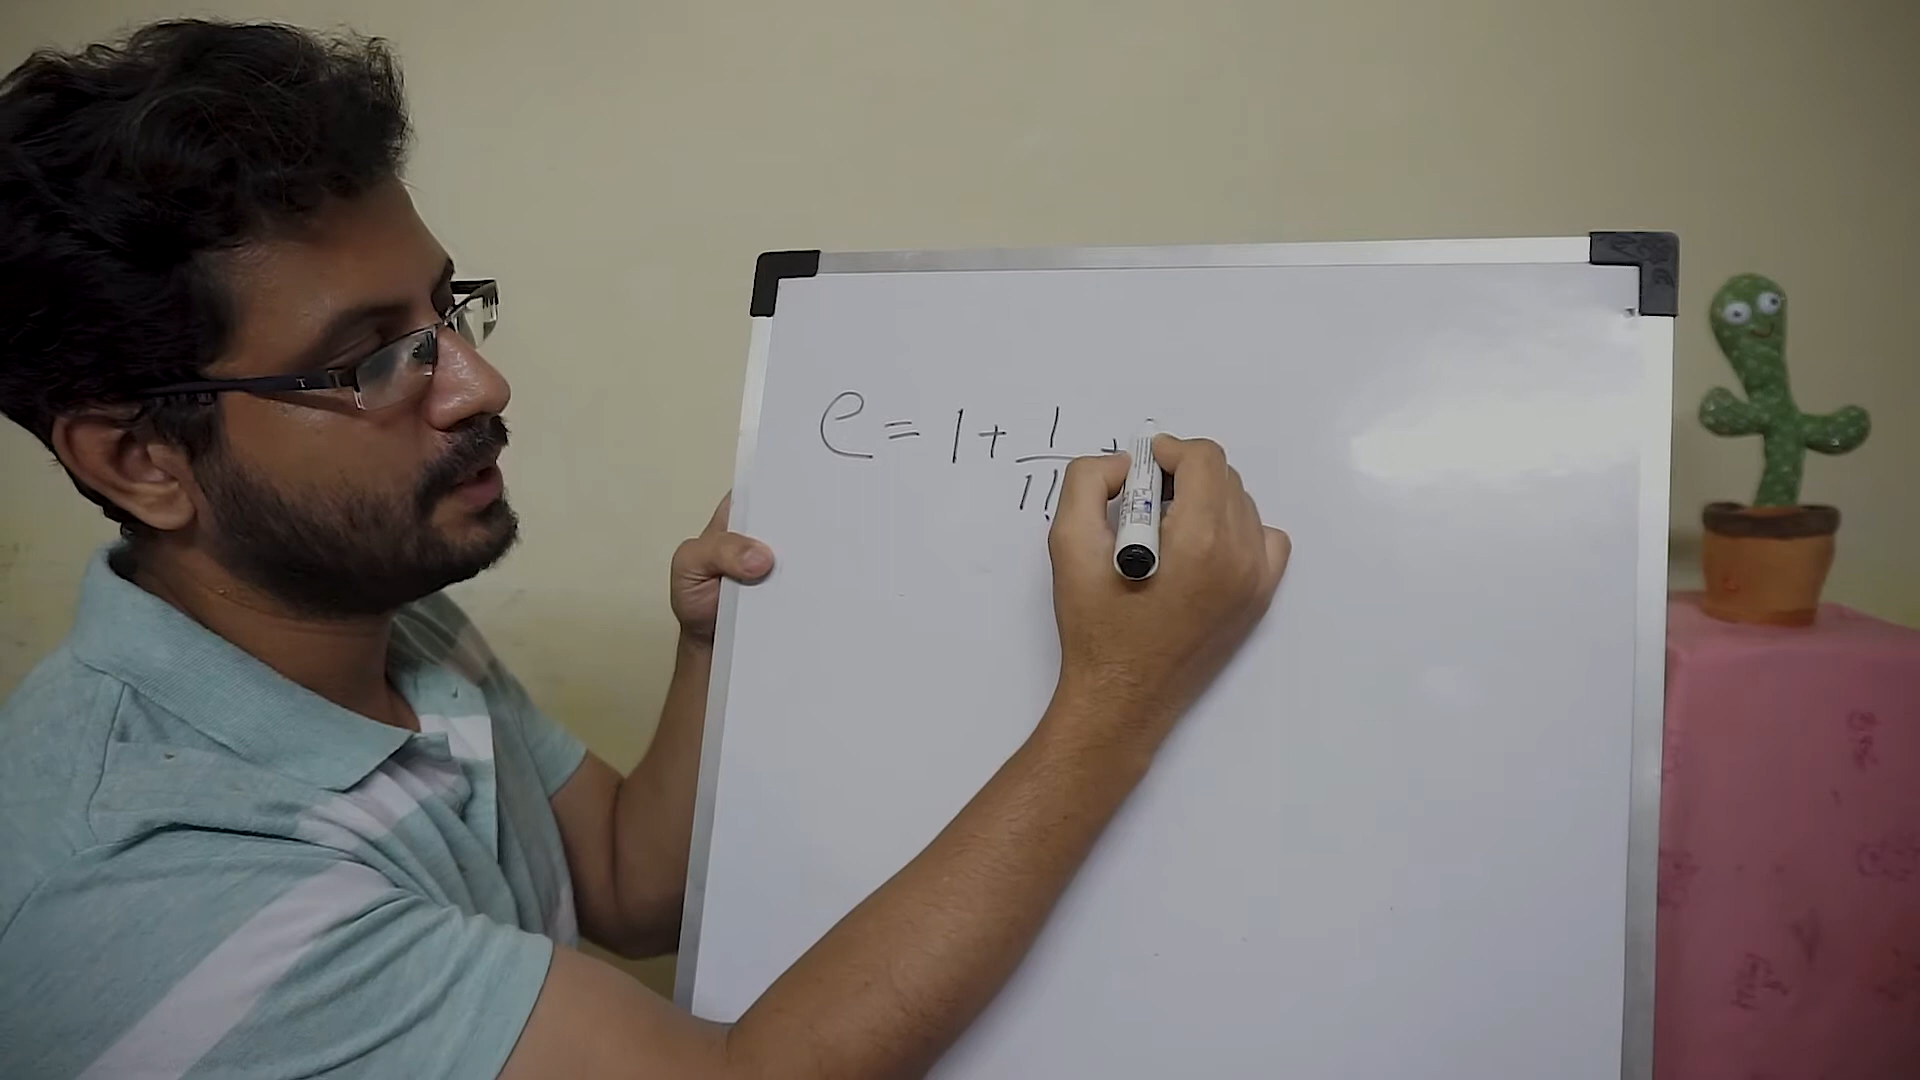 e = 1 + 1/1! +